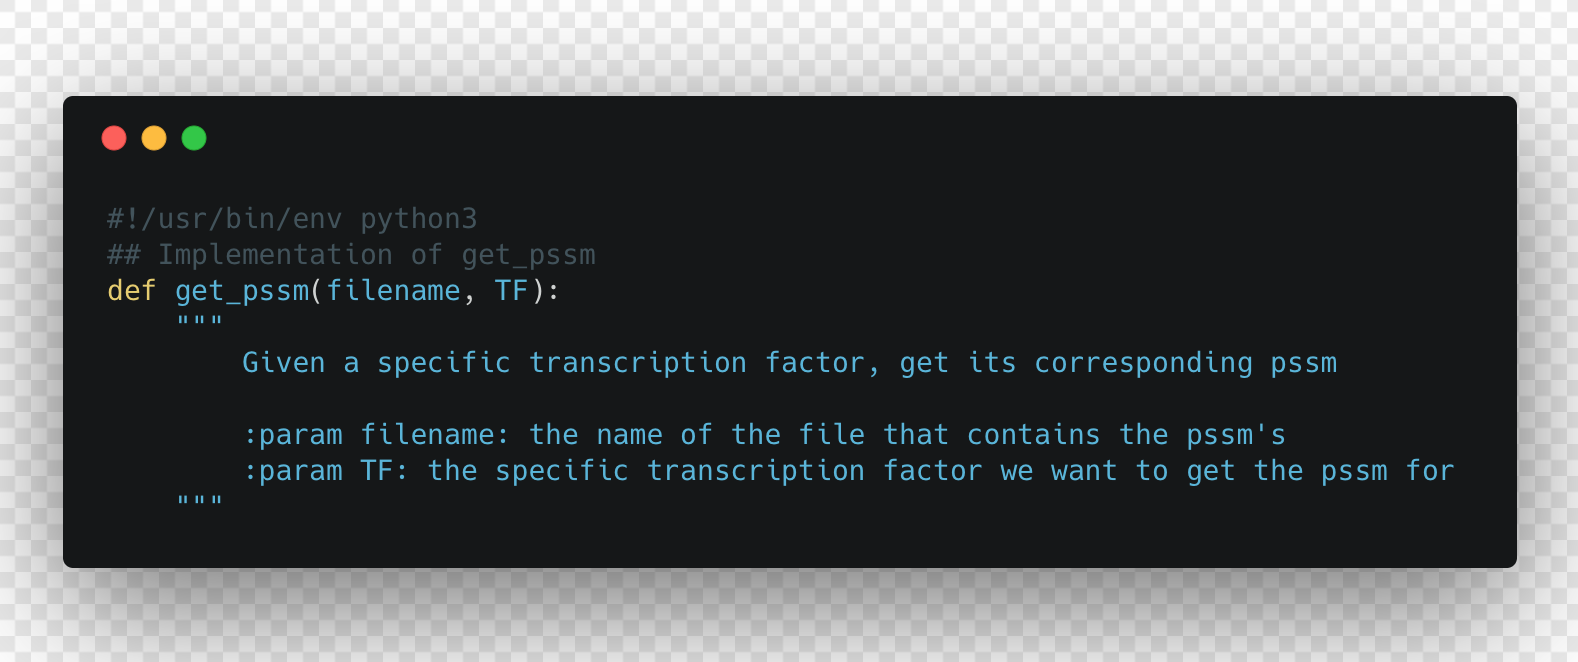 #!/usr/bin/env python3
## Implementation of get_pssm
def get_pssm(filename, TF):
    """
        Given a specific transcription factor, get its corresponding pssm

        :param filename: the name of the file that contains the pssm's
        :param TF: the specific transcription factor we want to get the pssm for
    """